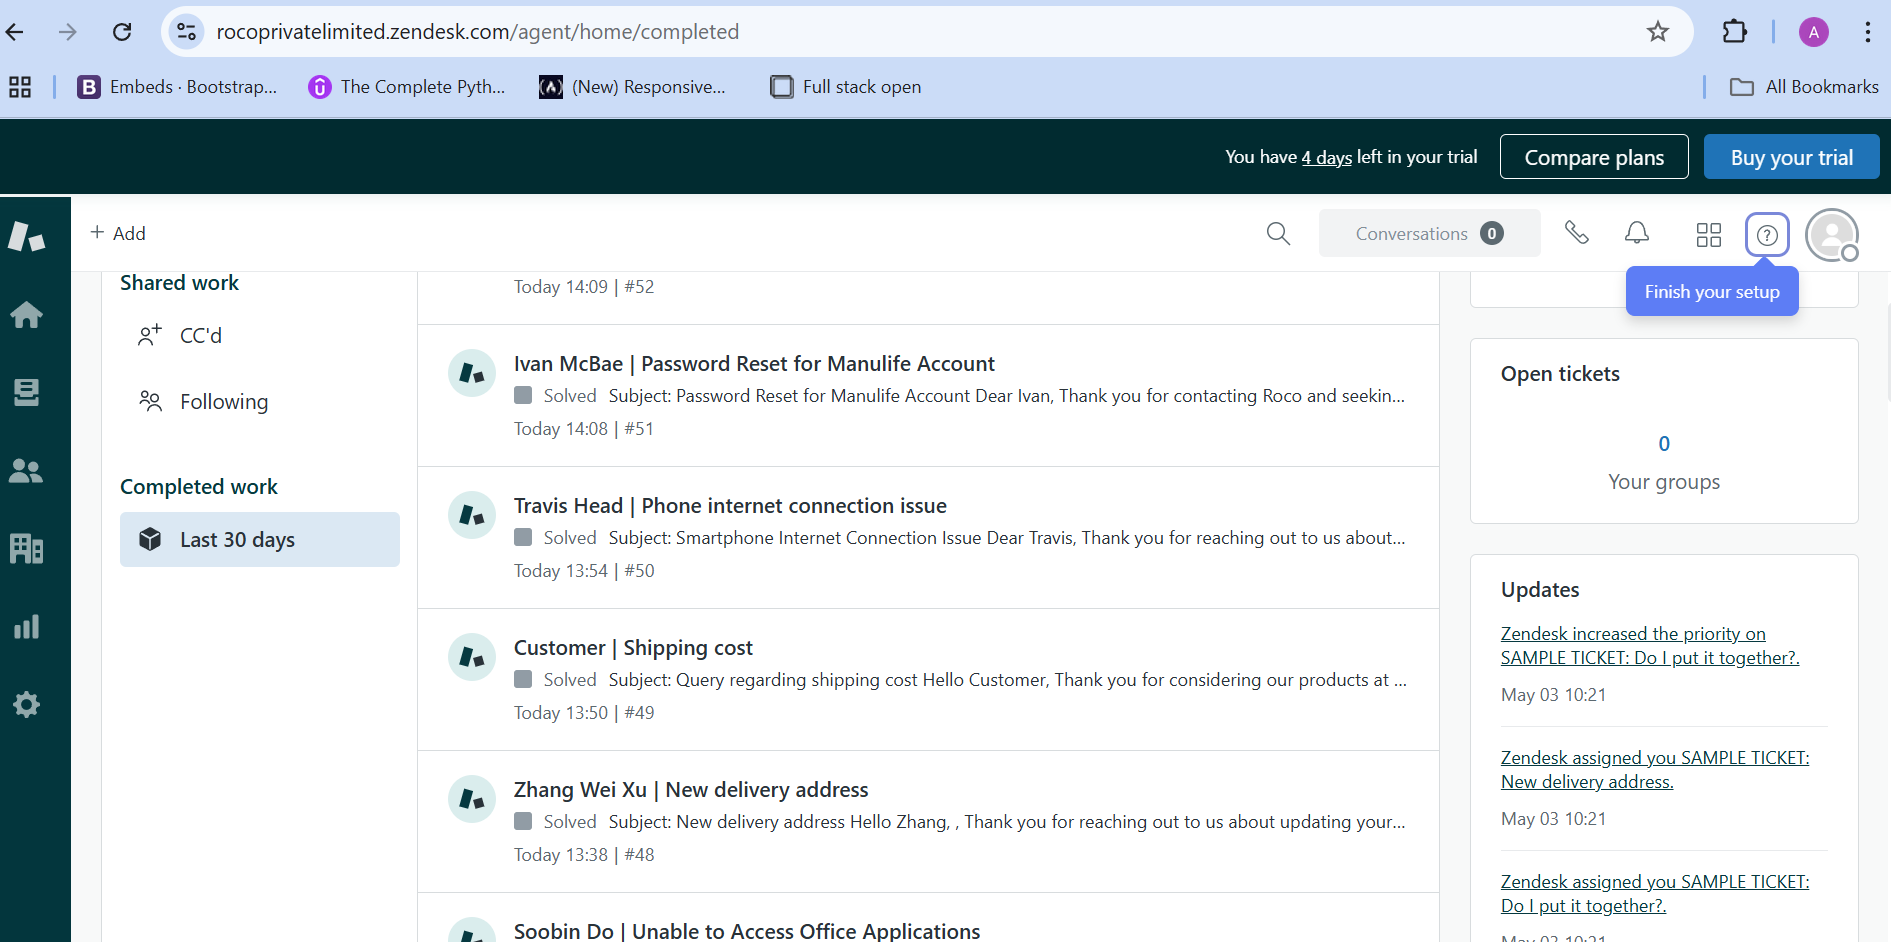 rocoprivatelimited.zendesk.com/agent/home/completed
A
B Embeds · Bootstrap...
The Complete Pyth...
(New) Responsive...
Full stack open
All Bookmarks
You have 4 days left in your trial
Compare plans
Buy your trial
+ Add
Conversations 0
Finish your setup
Shared work
CC'd
Following
Completed work
Last 30 days
Today 14:09 | #52
Ivan McBae | Password Reset for Manulife Account
Solved Subject: Password Reset for Manulife Account Dear Ivan, Thank you for contacting Roco and seekin...
Today 14:08 | #51
Travis Head | Phone internet connection issue
Solved Subject: Smartphone Internet Connection Issue Dear Travis, Thank you for reaching out to us about...
Today 13:54 | #50
Customer | Shipping cost
Solved Subject: Query regarding shipping cost Hello Customer, Thank you for considering our products at ...
Today 13:50 | #49
Zhang Wei Xu | New delivery address
Solved Subject: New delivery address Hello Zhang, , Thank you for reaching out to us about updating your...
Today 13:38 | #48
Soobin Do | Unable to Access Office Applications
Open tickets
0
Your groups
Updates
Zendesk increased the priority on
SAMPLE TICKET: Do I put it together?.
May 03 10:21
Zendesk assigned you SAMPLE TICKET:
New delivery address.
May 03 10:21
Zendesk assigned you SAMPLE TICKET:
Do I put it together?.
May 03 10:21